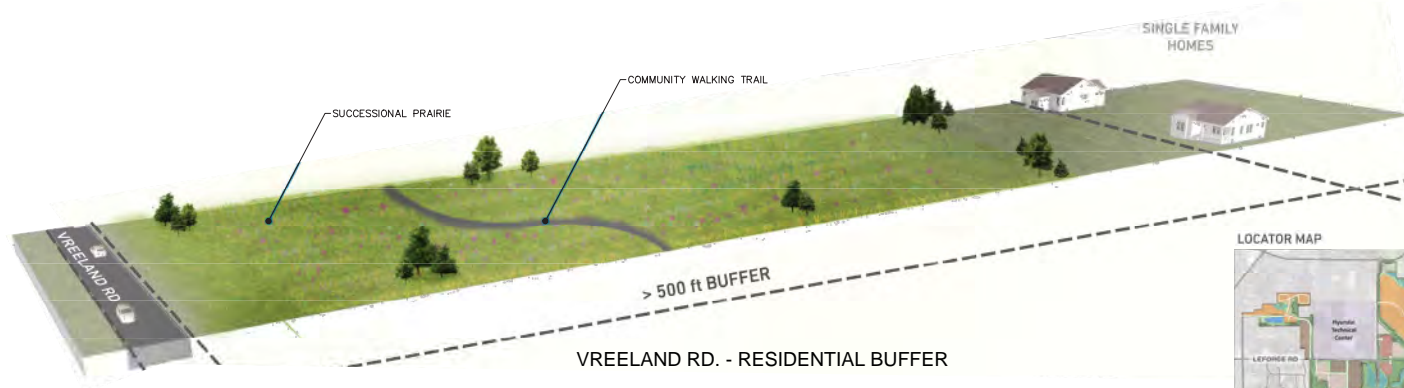 SINGLE FAMILY
HOMES
COMMUNITY WALKING TRAIL
SUCCESSIONAL PRAIRIE
VREELAND RD
> 500 ft BUFFER
LOCATOR MAP
Hyundai
Technical
Center
LEFORGE RD
VREELAND RD. - RESIDENTIAL BUFFER